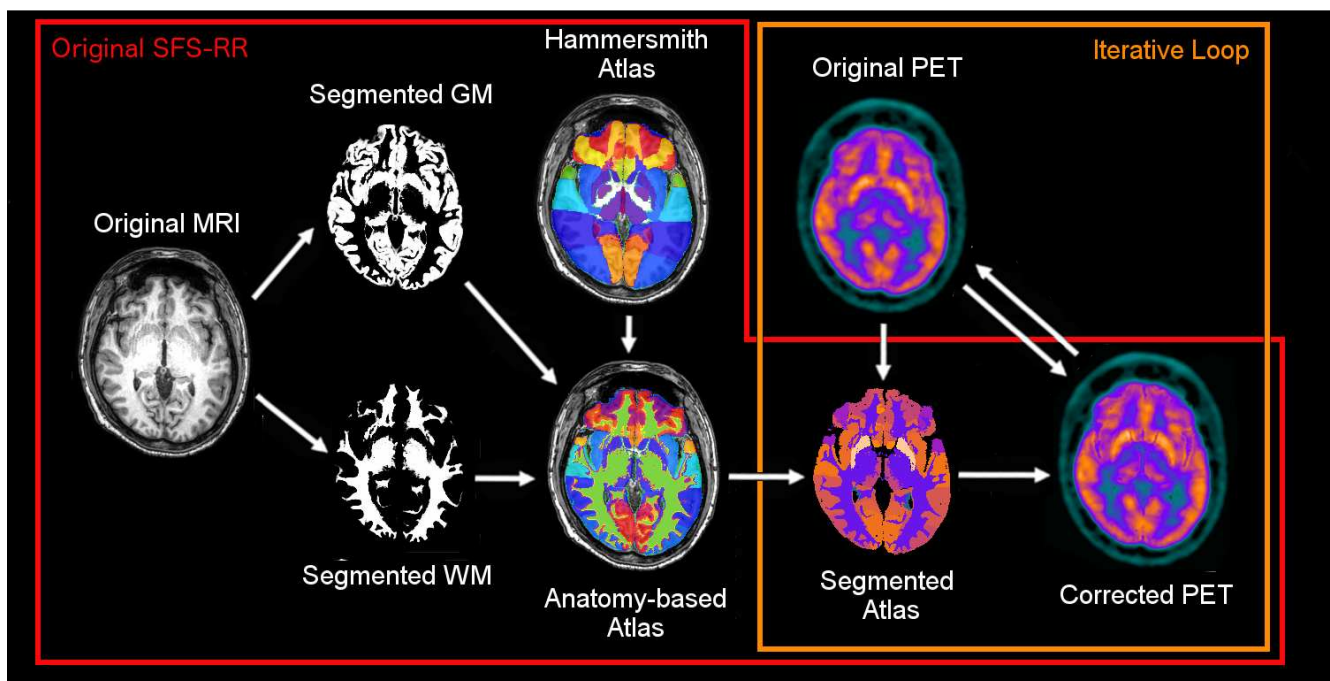 Original SFS-RR
Hammersmith
Atlas
Iterative Loop
Original PET
Segmented GM
Original MRI
Segmented WM
Anatomy-based
Atlas
Segmented
Atlas
Corrected PET